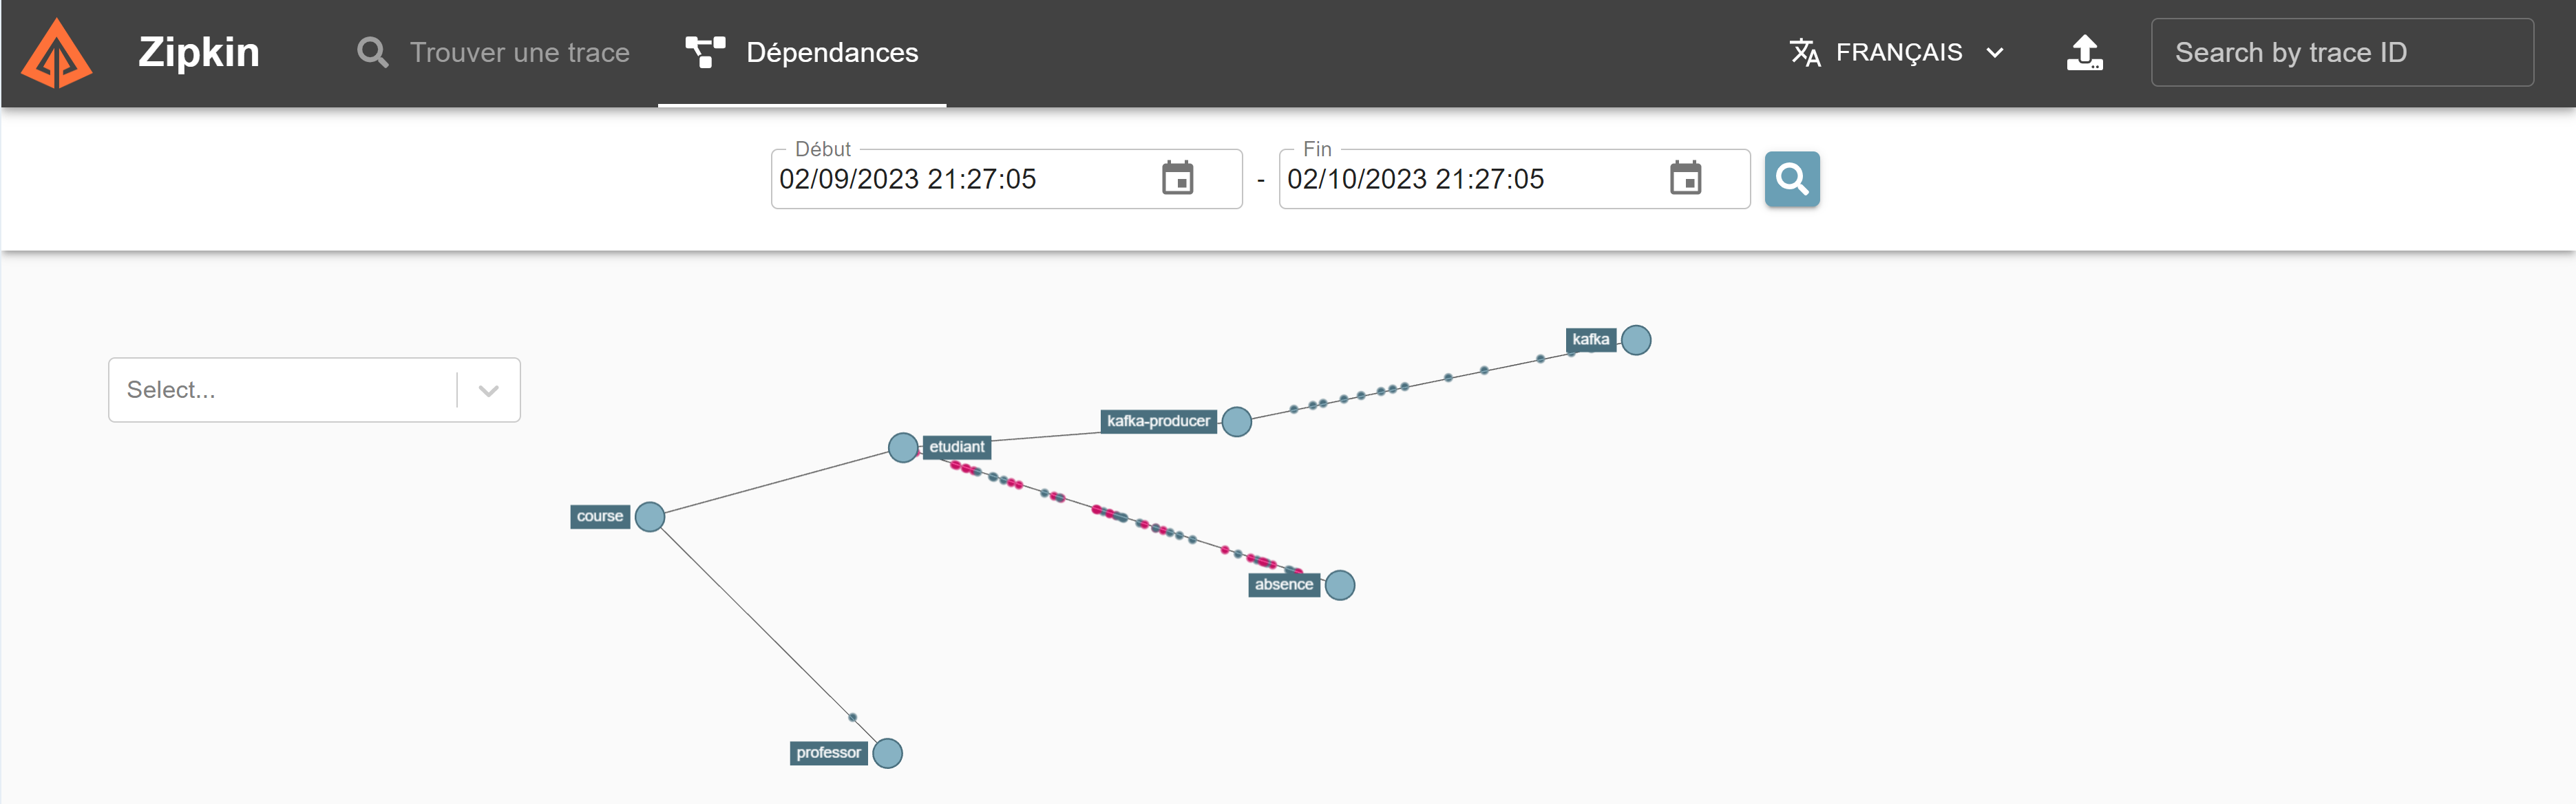 Zipkin
Trouver une trace
Dépendances
FRANÇAIS
Search by trace ID
Début
02/09/2023 21:27:05
-
Fin
02/10/2023 21:27:05
Select...
kafka
kafka-producer
etudiant
course
absence
professor